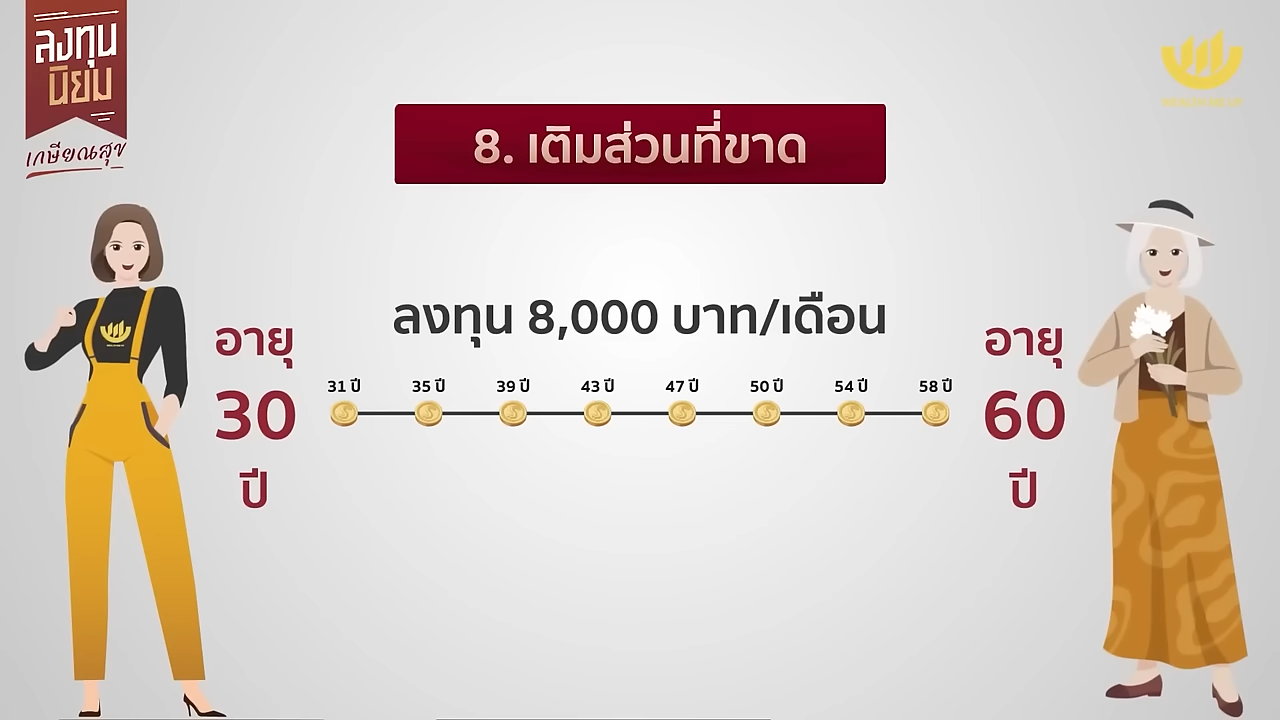 ลงทุน
นิยม
เกษียณสุข
8. เติมส่วนที่ขาด
ลงทุน 8,000 บาท/เดือน
อายุ
30
ปี
31 ปี 35 ปี 39 ปี 43 ปี 47 ปี 50 ปี 54 ปี 58 ปี
อายุ
60
ปี